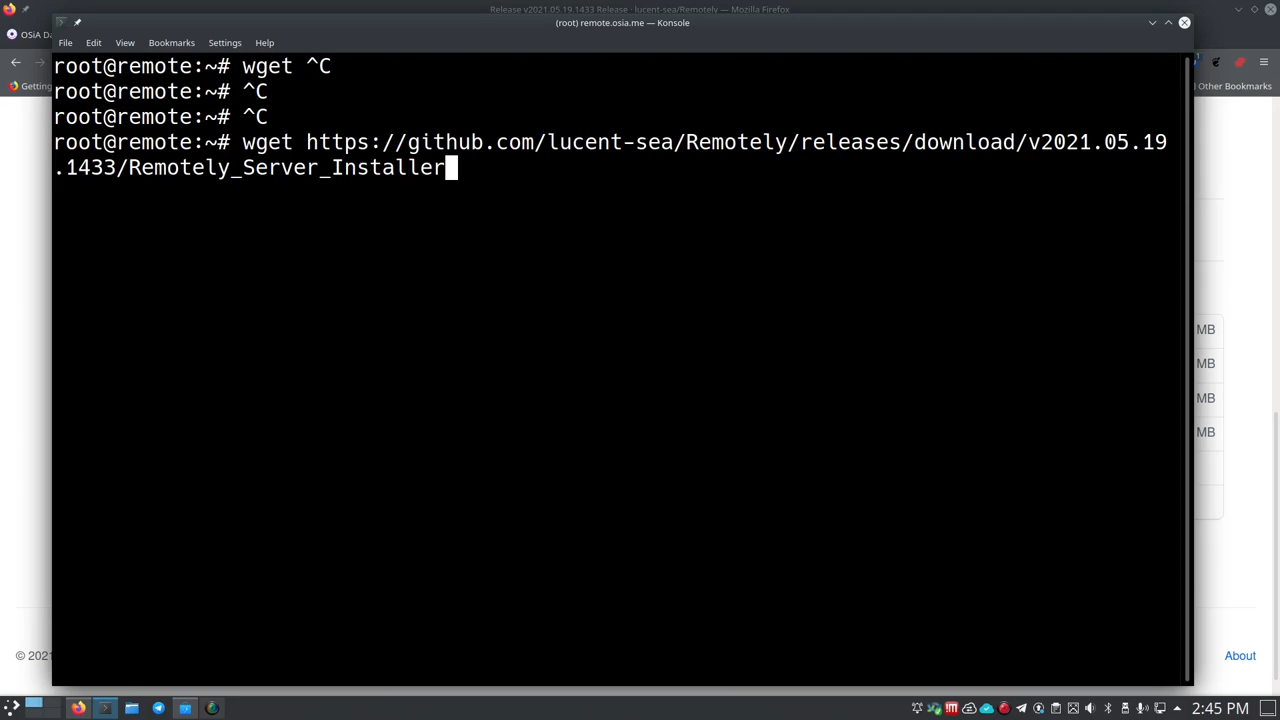 Release v2021.05.19.1433 Release · lucent-sea/Remotely — Mozilla Firefox
(root) remote.osia.me — Konsole
OSiA Da
File Edit View Bookmarks Settings Help
Getting
Other Bookmarks
root@remote:~# wget ^C
root@remote:~# ^C
root@remote:~# ^C
root@remote:~# wget https://github.com/lucent-sea/Remotely/releases/download/v2021.05.19
.1433/Remotely_Server_Installer
MB
MB
MB
MB
© 2021
About
2:45 PM